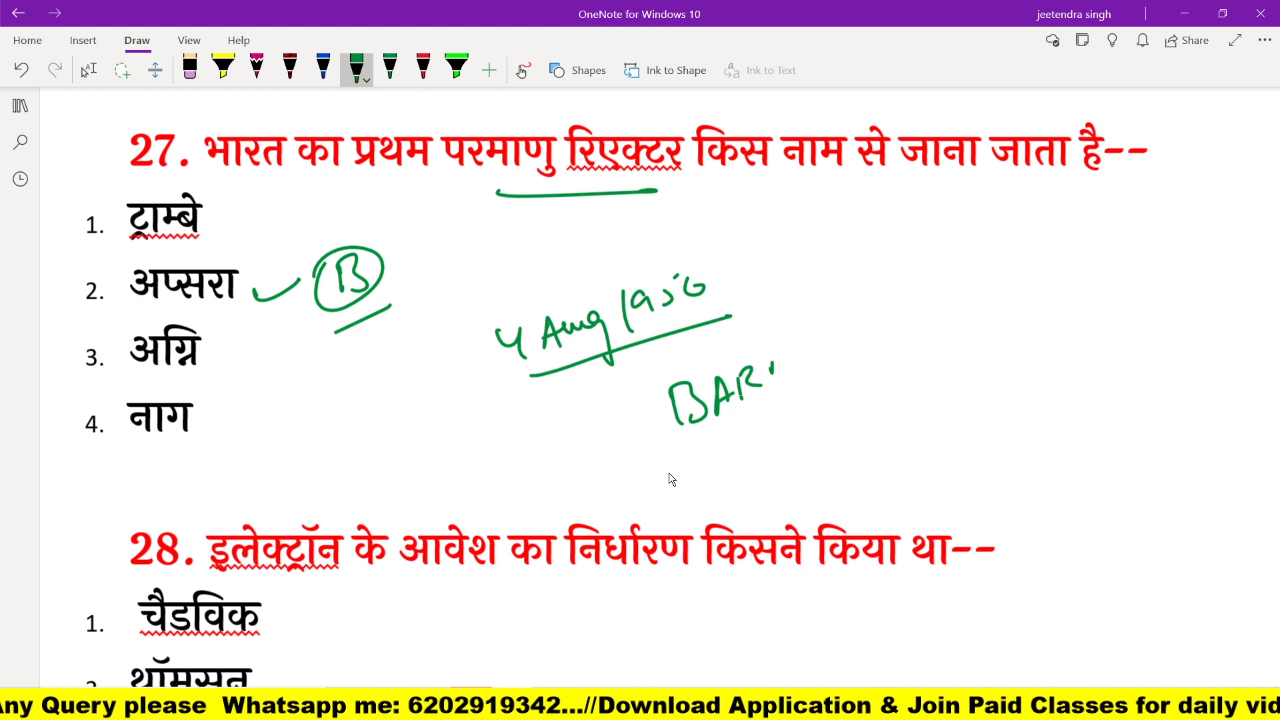 OneNote for Windows 10
jeetendra singh
Home Insert Draw View Help
Share
Shapes Ink to Shape Ink to Text
27. भारत का प्रथम परमाणु रिएक्टर किस नाम से जाना जाता है--
1. ट्राम्बे
2. अप्सरा B
3. अग्नि
4. नाग
4 Aug 1956
BAR
28. इलेक्ट्रॉन के आवेश का निर्धारण किसने किया था--
1. चैडविक
थॉमसन
Any Query please Whatsapp me: 6202919342...//Download Application & Join Paid Classes for daily vid